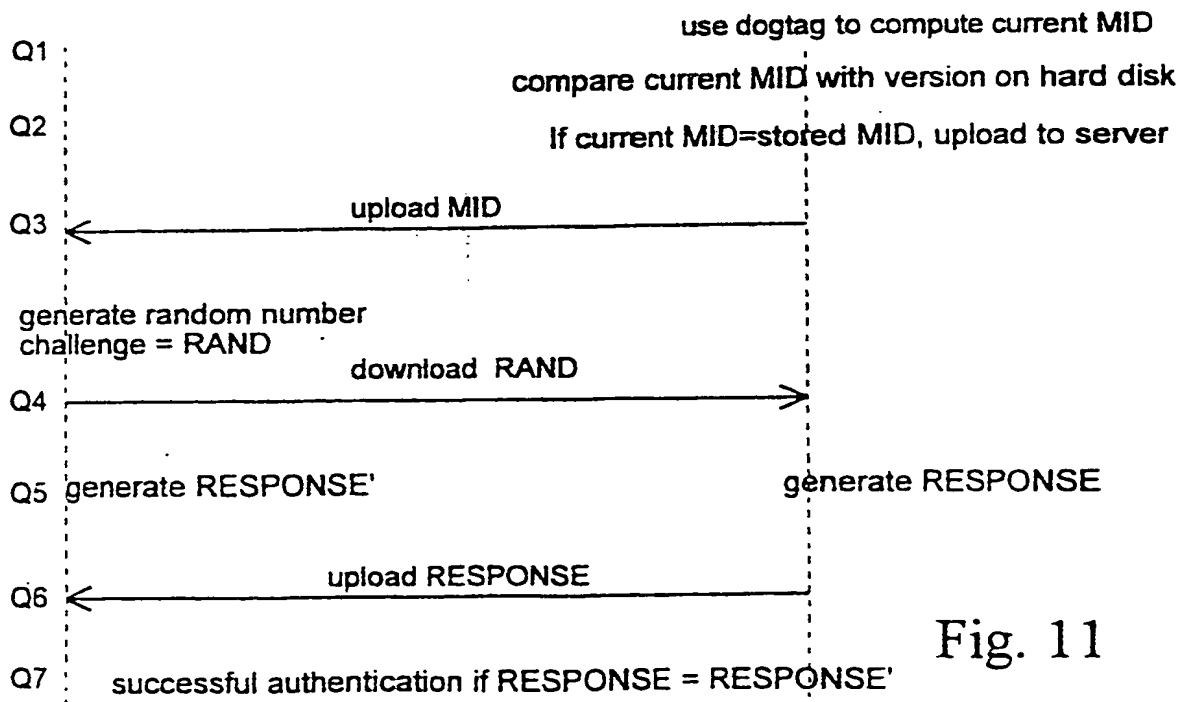 use dogtag to compute current MID
Q1
compare current MID with version on hard disk
Q2
If current MID=stored MID, upload to server
upload MID
Q3
generate random number
challenge = RAND
download RAND
Q4
Q5 generate RESPONSE'
generate RESPONSE
upload RESPONSE
Q6
Fig. 11
Q7
successful authentication if RESPONSE = RESPONSE'